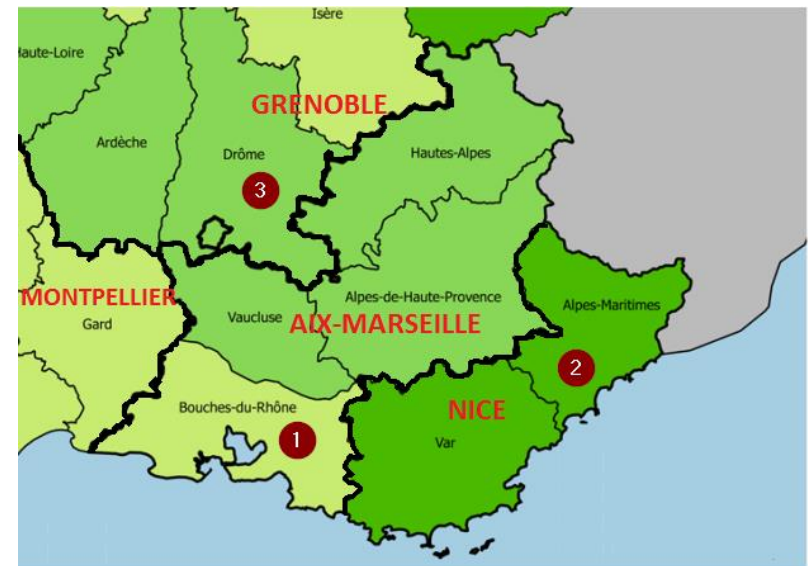 Isère
Haute-Loire
GRENOBLE
Ardèche
Drôme
Hautes-Alpes
3
MONTPELLIER
Gard
Vaucluse
Alpes-de-Haute-Provence
AIX-MARSEILLE
Alpes-Maritimes
2
Bouches-du-Rhône
1
NICE
Var